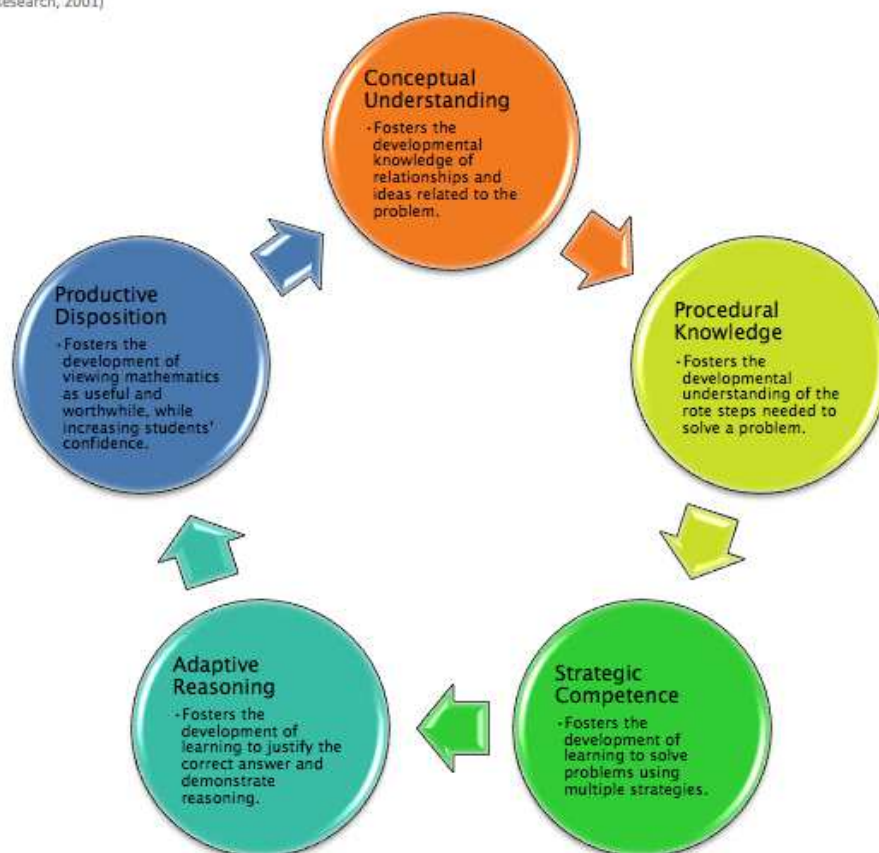 Research, 2001)
Conceptual
Understanding
•Fosters the
developmental
knowledge of
relationships and
ideas related to the
problem.
Procedural
Knowledge
•Fosters the
developmental
understanding of the
rote steps needed to
solve a problem.
Strategic
Competence
•Fosters the
development of
learning to solve
problems using
multiple strategies.
Adaptive
Reasoning
•Fosters the
development of
learning to justify the
correct answer and
demonstrate
reasoning.
Productive
Disposition
•Fosters the
development of
viewing mathematics
as useful and
worthwhile, while
increasing students'
confidence.